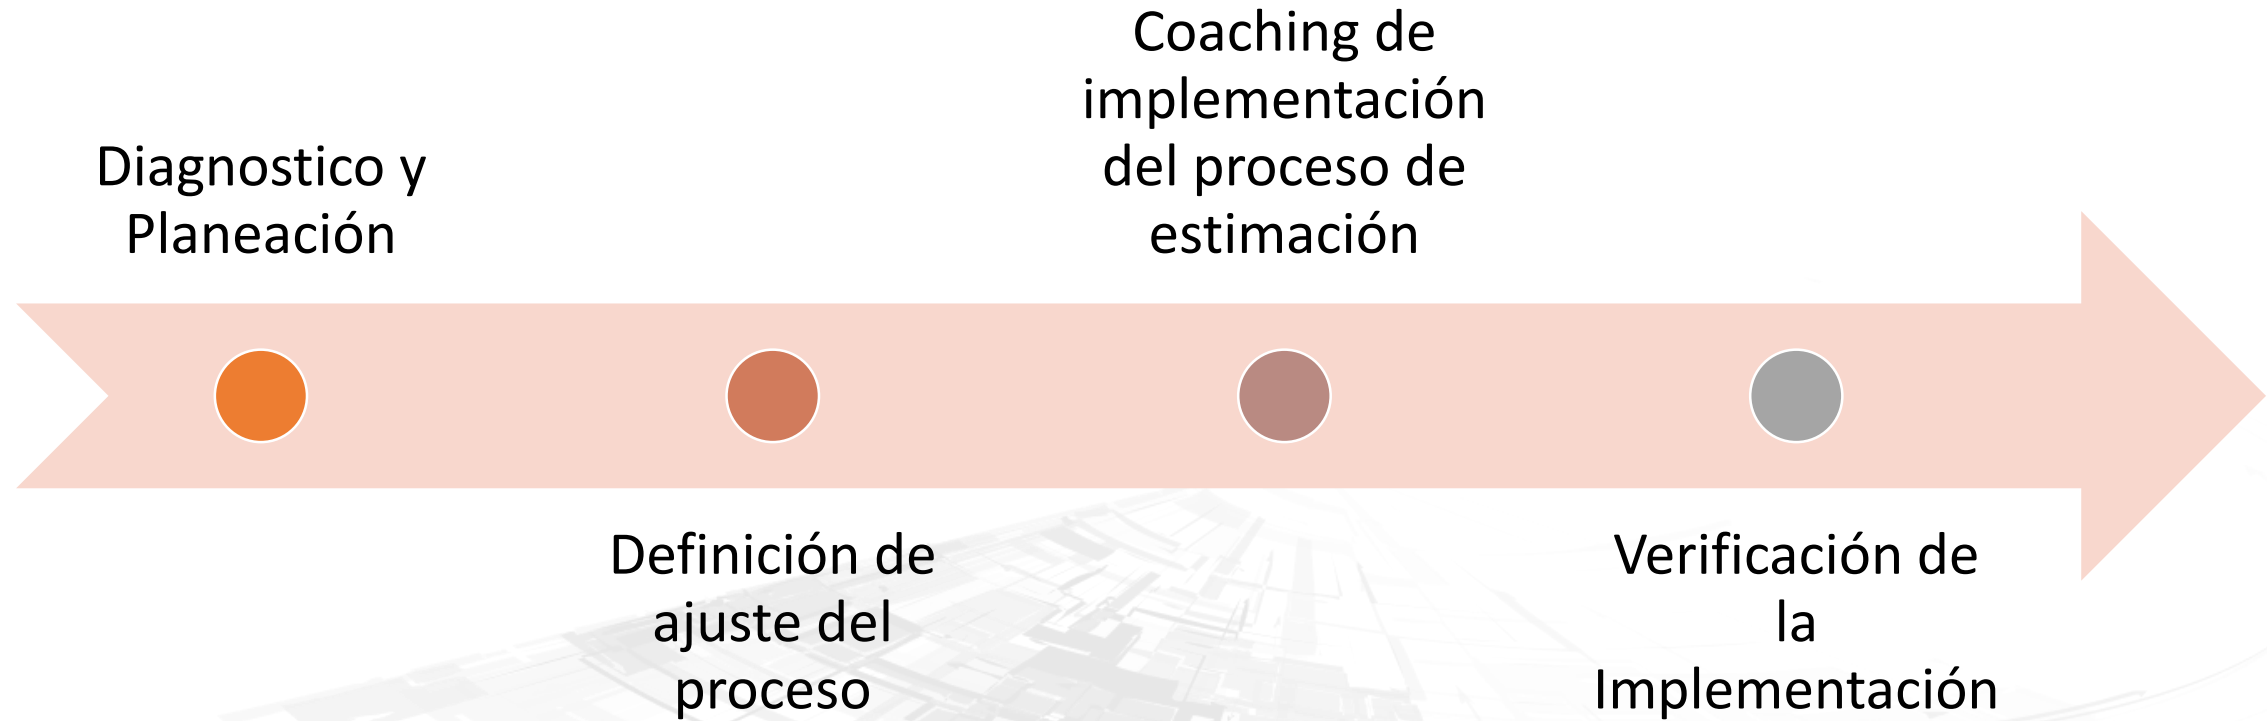 Diagnostico y
Planeación
Definición de
ajuste del
proceso
Coaching de
implementación
del proceso de
estimación
Verificación de
la
Implementación